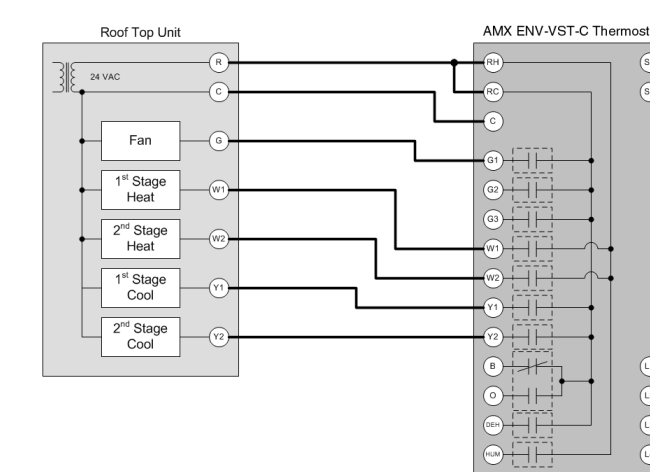 Roof Top Unit
AMX ENV-VST-C Thermost
R
RH
S
24 VAC
C
RC
S
C
Fan
G
G1
1st Stage
Heat
W1
G2
G3
2nd Stage
Heat
W2
W1
W2
1st Stage
Cool
Y1
Y1
2nd Stage
Cool
Y2
Y2
B
L
O
L
DEH
L
HUM
L